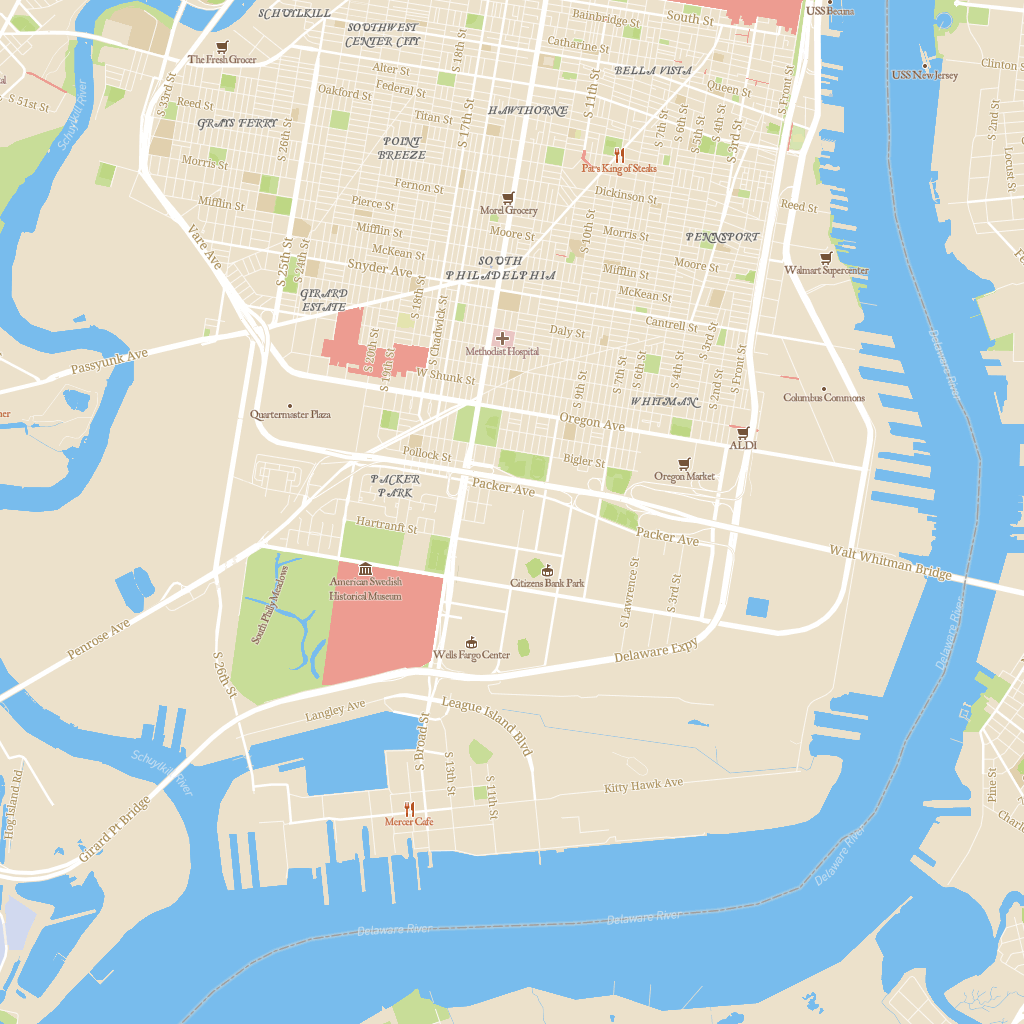 SCHUYLKILL
SOUTHWEST
CENTER CITY
Bainbridge St
South St
USS Becuna
The Fresh Grocer
S 18th St
Catharine St
BELLA VISTA
USS New Jersey
Clinton S
S 51st St
Schuylkill River
S 33rd St
Reed St
GRAYS FERRY
Alter St
Federal St
Oakford St
Titan St
HAWTHORNE
S 11th St
Queen St
S Front St
S 26th St
S 17th St
S 7th St
S 6th St
S 5th St
S 4th St
S 3rd St
S 2nd St
Locust St
POINT
BREEZE
Morris St
Pat's King of Steaks
Fernon St
Dickinson St
Mifflin St
Pierce St
Morel Grocery
Reed St
Vare Ave
Mifflin St
Moore St
S 10th St
Morris St
PENNSPORT
S 25th St
S 24th St
McKean St
Snyder Ave
SOUTH
PHILADELPHIA
Mifflin St
Moore St
Walmart Supercenter
GIRARD
ESTATE
S 18th St
S Chadwick St
McKean St
Cantrell St
Daly St
S 3rd St
Passyunk Ave
S 20th St
S 19th St
Methodist Hospital
W Shunk St
S 9th St
S 7th St
S 6th St
S 4th St
S 2nd St
S Front St
Delaware River
WHITMAN
Columbus Commons
Quartermaster Plaza
Oregon Ave
ALDI
Pollock St
Bigler St
Oregon Market
PACKER
PARK
Packer Ave
Hartranft St
Packer Ave
Walt Whitman Bridge
American Swedish
Historical Museum
Citizens Bank Park
South Philly Meadows
S Lawrence St
S 3rd St
Penrose Ave
Wells Fargo Center
Delaware Expy
Delaware River
S 26th St
Langley Ave
League Island Blvd
S Broad St
Schuylkill River
S 13th St
S 11th St
Kitty Hawk Ave
Pine St
Hog Island Rd
Mercer Cafe
Girard Pt Bridge
Delaware River
Delaware River
Delaware River